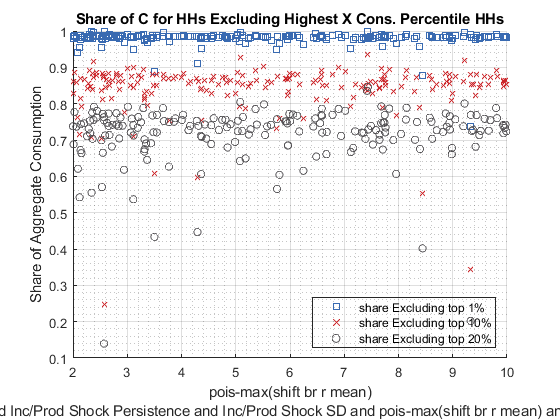 Share of C for HHs Excluding Highest X Cons. Percentile HHs
1
0.9
0.8
0.7
0.6
0.5
0.4
0.3
0.2
0.1
Share of Aggregate Consumption
share Excluding top 1%
share Excluding top 10%
share Excluding top 20%
2 3 4 5 6 7 8 9 10
pois-max(shift br r mean)
d Inc/Prod Shock Persistence and Inc/Prod Shock SD and pois-max(shift br r mean) an